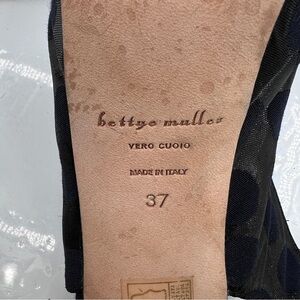 bettye muller
VERO CUOIO
MADE IN ITALY
37